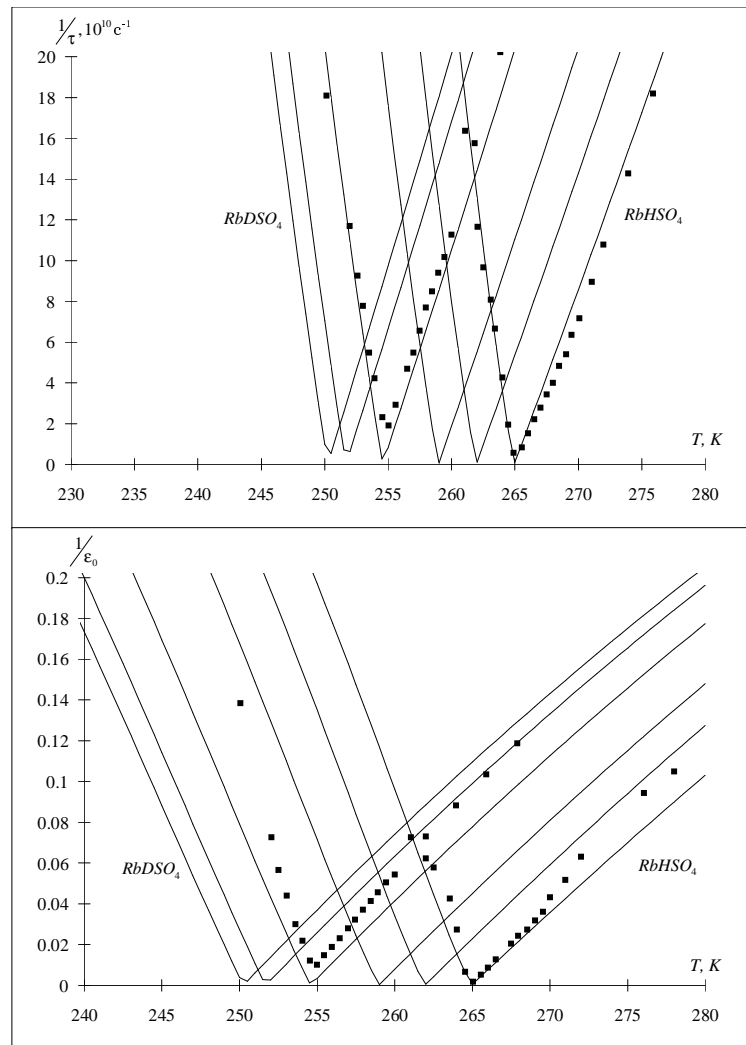 1/τ, 10¹⁰ c⁻¹
20
18
16
14
12
RbDSO₄ RbHSO₄
10
8
6
4
2
T, K
0
230 235 240 245 250 255 260 265 270 275 280
1/ε₀
0.2
0.18
0.16
0.14
0.12
0.1
0.08
0.06
RbDSO₄ RbHSO₄
0.04
0.02
T, K
0
240 245 250 255 260 265 270 275 280